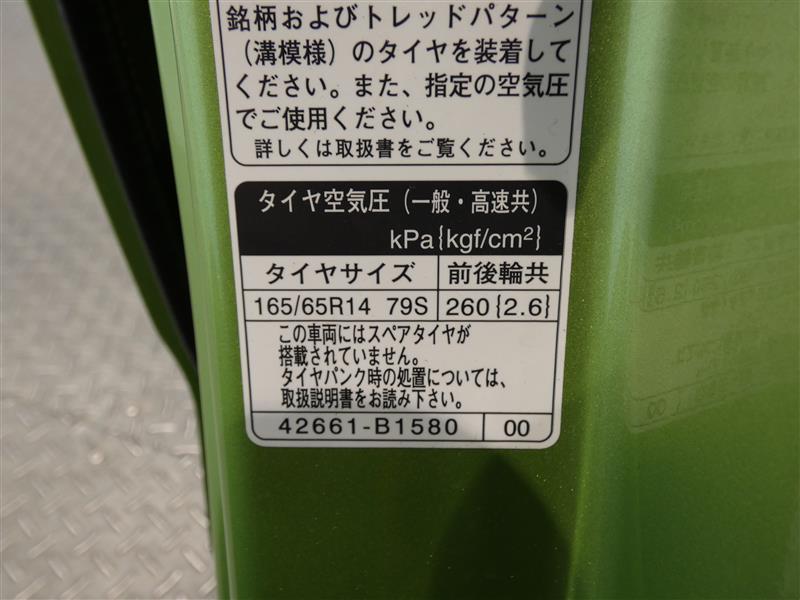 銘柄およびトレッドパターン
（溝模様）のタイヤを装着して
ください。また、指定の空気圧
でご使用ください。
詳しくは取扱書をご覧ください。
タイヤ空気圧（一般・高速共）
kPa{kgf/cm²}
タイヤサイズ 前後輪共
165/65R14 79S 260{2.6}
この車両にはスペアタイヤが
搭載されていません。
タイヤパンク時の処置については、
取扱説明書をお読み下さい。
42661-B1580 00